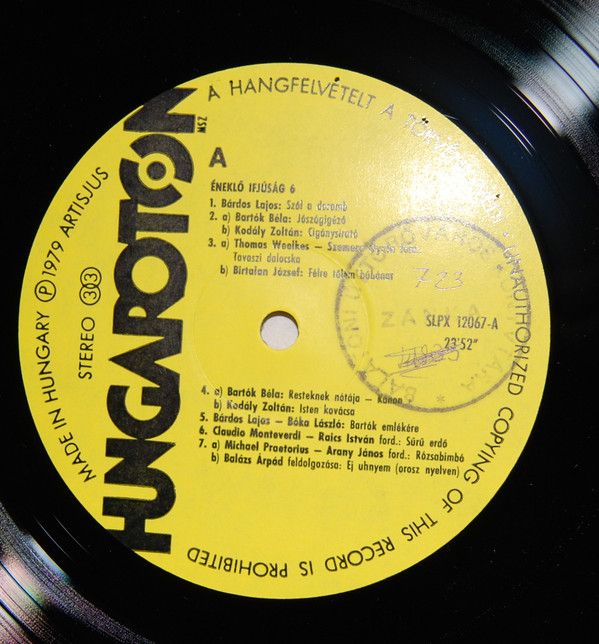 HUNGAROTON
MSZ
MADE IN HUNGARY Ⓟ 1979 ARTISJUS
STEREO 33
A HANGFELVÉTELT A
UNAUTHORIZED COPYING OF THIS RECORD IS PROHIBITED
A
ÉNEKLŐ IFJÚSÁG 6
1. Bárdos Lajos: Szól a doromb
2. a) Bartók Béla: Jószágigéző
b) Kodály Zoltán: Cigánysirató
3. a) Thomas Weelkes —
Tavaszi dalocska
b) Birtalan József: Félre tőlem búbánat
SLPX 12067-A
23'52"
4. a) Bartók Béla: Resteknek nótája — Kánon
b) Kodály Zoltán: Isten kovácsa
5. Bárdos Lajos — Bóka László: Bartók emlékére
6. Claudio Monteverdi — Raics István ford.: Sűrű erdő
7. a) Michael Praetorius — Arany János ford.: Rózsabimbó
b) Balázs Árpád feldolgozása: Ej uhnyem (orosz nyelven)
723
ZÁNKA